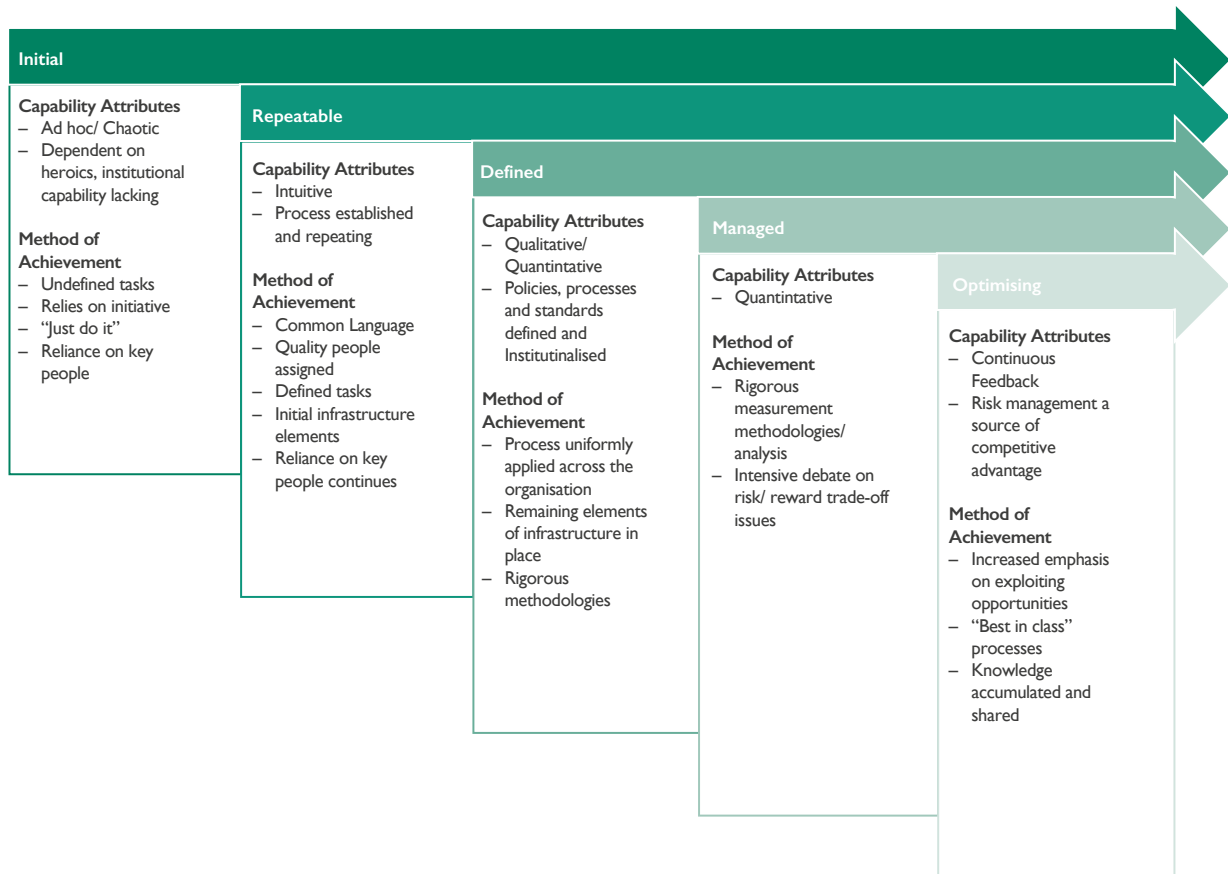 Initial
Capability Attributes
– Ad hoc/ Chaotic
– Dependent on
heroics, institutional
capability lacking
Method of
Achievement
– Undefined tasks
– Relies on initiative
– “Just do it”
– Reliance on key
people
Repeatable
Capability Attributes
– Intuitive
– Process established
and repeating
Method of
Achievement
– Common Language
– Quality people
assigned
– Defined tasks
– Initial infrastructure
elements
– Reliance on key
people continues
Defined
Capability Attributes
– Qualitative/
Quantintative
– Policies, processes
and standards
defined and
Institutinalised
Method of
Achievement
– Process uniformly
applied across the
organisation
– Remaining elements
of infrastructure in
place
– Rigorous
methodologies
Managed
Capability Attributes
– Quantintative
Method of
Achievement
– Rigorous
measurement
methodologies/
analysis
– Intensive debate on
risk/ reward trade-off
issues
Optimising
Capability Attributes
– Continuous
Feedback
– Risk management a
source of
competitive
advantage
Method of
Achievement
– Increased emphasis
on exploiting
opportunities
– “Best in class”
processes
– Knowledge
accumulated and
shared